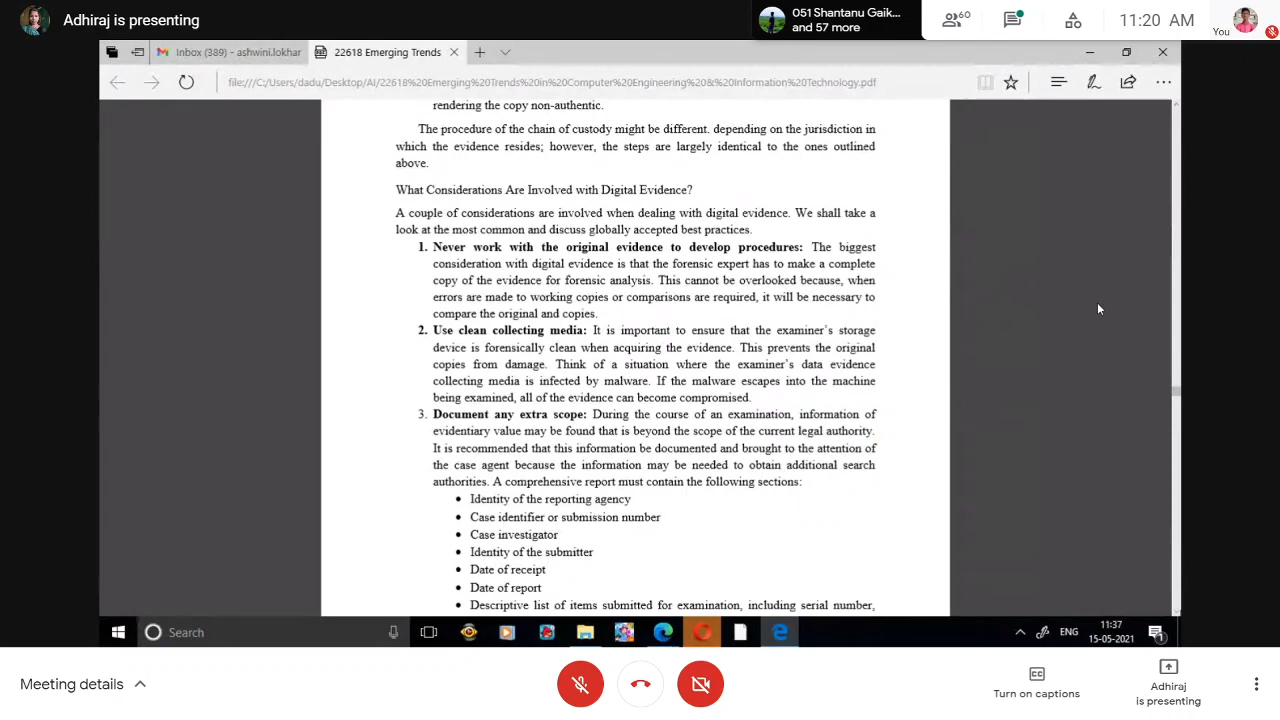 Adhiraj is presenting
051 Shantanu Gaik...
and 57 more
60
11:20 AM
You
Inbox (389) - ashwini.lokhar
22618 Emerging Trends
file:///C:/Users/dadu/Desktop/AI/22618%20Emerging%20Trends%20in%20Computer%20Engineering%20&%20Information%20Technology.pdf
rendering the copy non-authentic.
The procedure of the chain of custody might be different. depending on the jurisdiction in
which the evidence resides; however, the steps are largely identical to the ones outlined
above.
What Considerations Are Involved with Digital Evidence?
A couple of considerations are involved when dealing with digital evidence. We shall take a
look at the most common and discuss globally accepted best practices.
1. Never work with the original evidence to develop procedures: The biggest
consideration with digital evidence is that the forensic expert has to make a complete
copy of the evidence for forensic analysis. This cannot be overlooked because, when
errors are made to working copies or comparisons are required, it will be necessary to
compare the original and copies.
2. Use clean collecting media: It is important to ensure that the examiner's storage
device is forensically clean when acquiring the evidence. This prevents the original
copies from damage. Think of a situation where the examiner's data evidence
collecting media is infected by malware. If the malware escapes into the machine
being examined, all of the evidence can become compromised.
3. Document any extra scope: During the course of an examination, information of
evidentiary value may be found that is beyond the scope of the current legal authority.
It is recommended that this information be documented and brought to the attention of
the case agent because the information may be needed to obtain additional search
authorities. A comprehensive report must contain the following sections:
• Identity of the reporting agency
• Case identifier or submission number
• Case investigator
• Identity of the submitter
• Date of receipt
• Date of report
• Descriptive list of items submitted for examination, including serial number,
Search
ENG
11:37
15-05-2021
1
Meeting details
Turn on captions
Adhiraj
is presenting